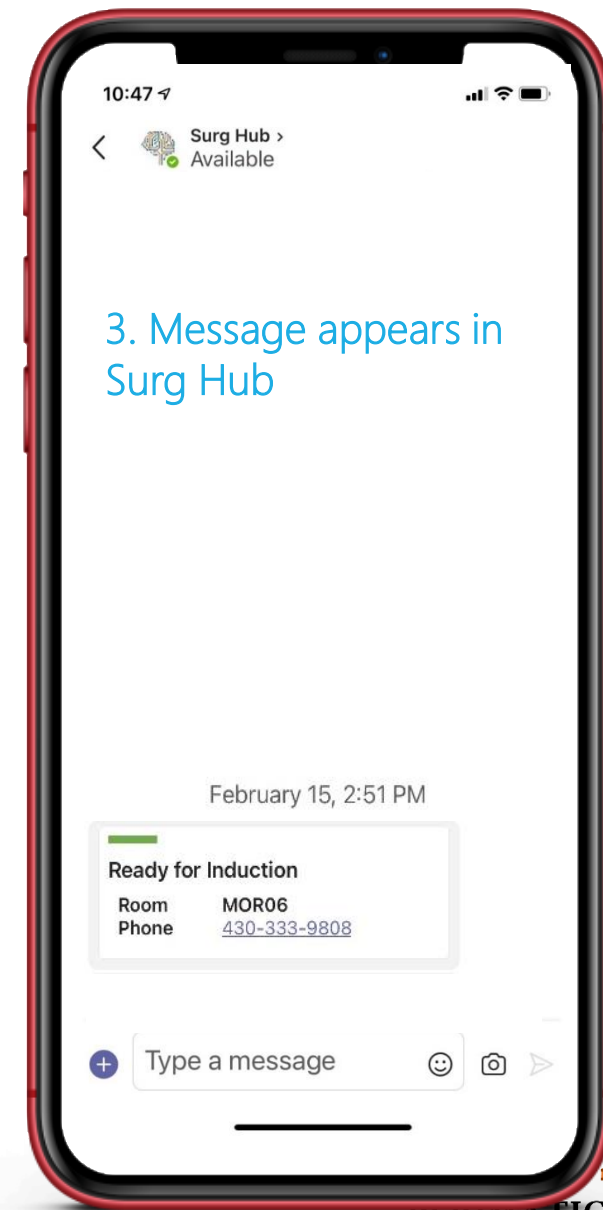 10:47
Surg Hub >
Available
3. Message appears in
Surg Hub
February 15, 2:51 PM
Ready for Induction
Room MOR06
Phone 430-333-9808
Type a message